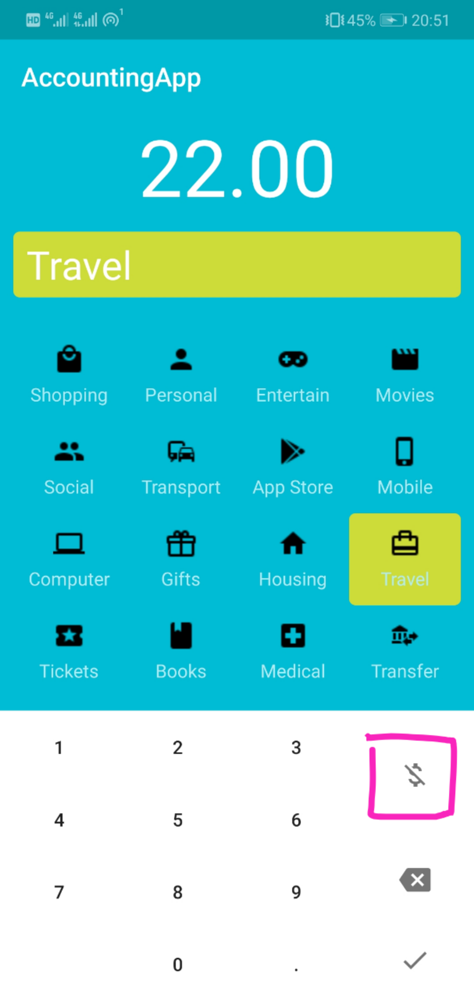 HD 4G 4G 1 45% 20:51
AccountingApp
22.00
Travel
Shopping Personal Entertain Movies
Social Transport App Store Mobile
Computer Gifts Housing Travel
Tickets Books Medical Transfer
1 2 3
4 5 6
7 8 9
0 .